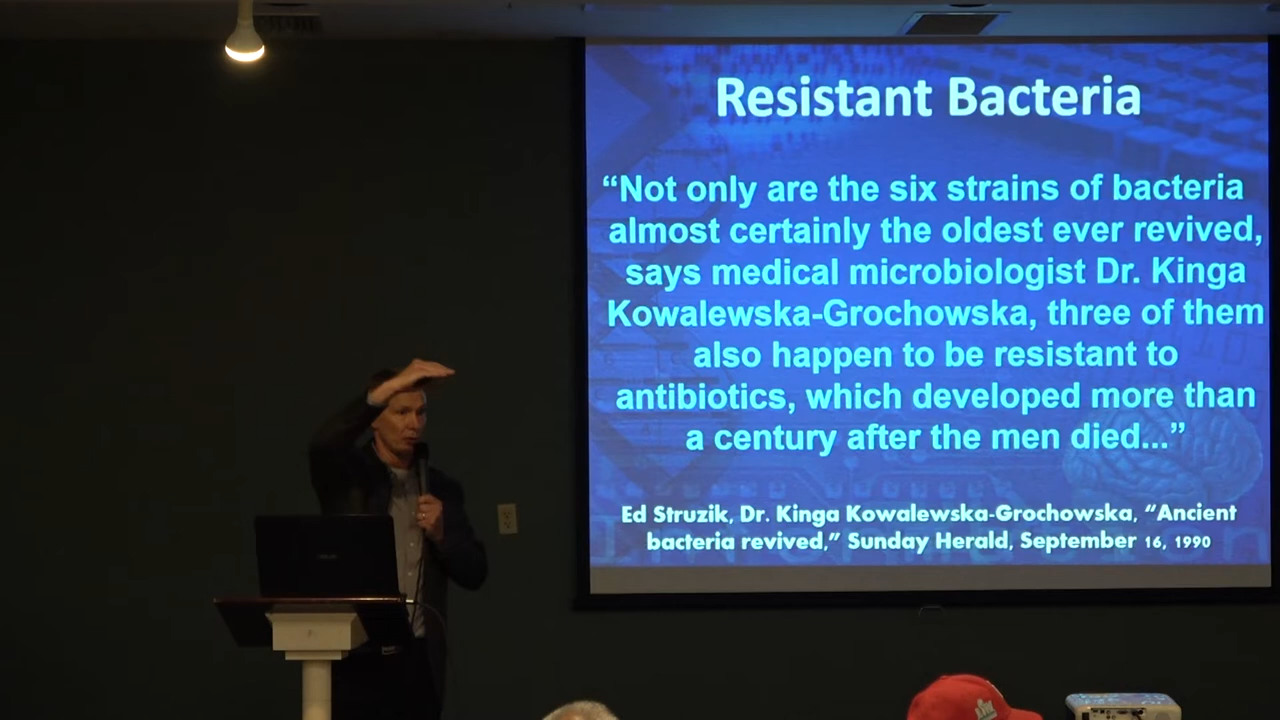 Resistant Bacteria
“Not only are the six strains of bacteria
almost certainly the oldest ever revived,
says medical microbiologist Dr. Kinga
Kowalewska-Grochowska, three of them
also happen to be resistant to
antibiotics, which developed more than
a century after the men died...”
Ed Struzik, Dr. Kinga Kowalewska-Grochowska, “Ancient
bacteria revived,” Sunday Herald, September 16, 1990